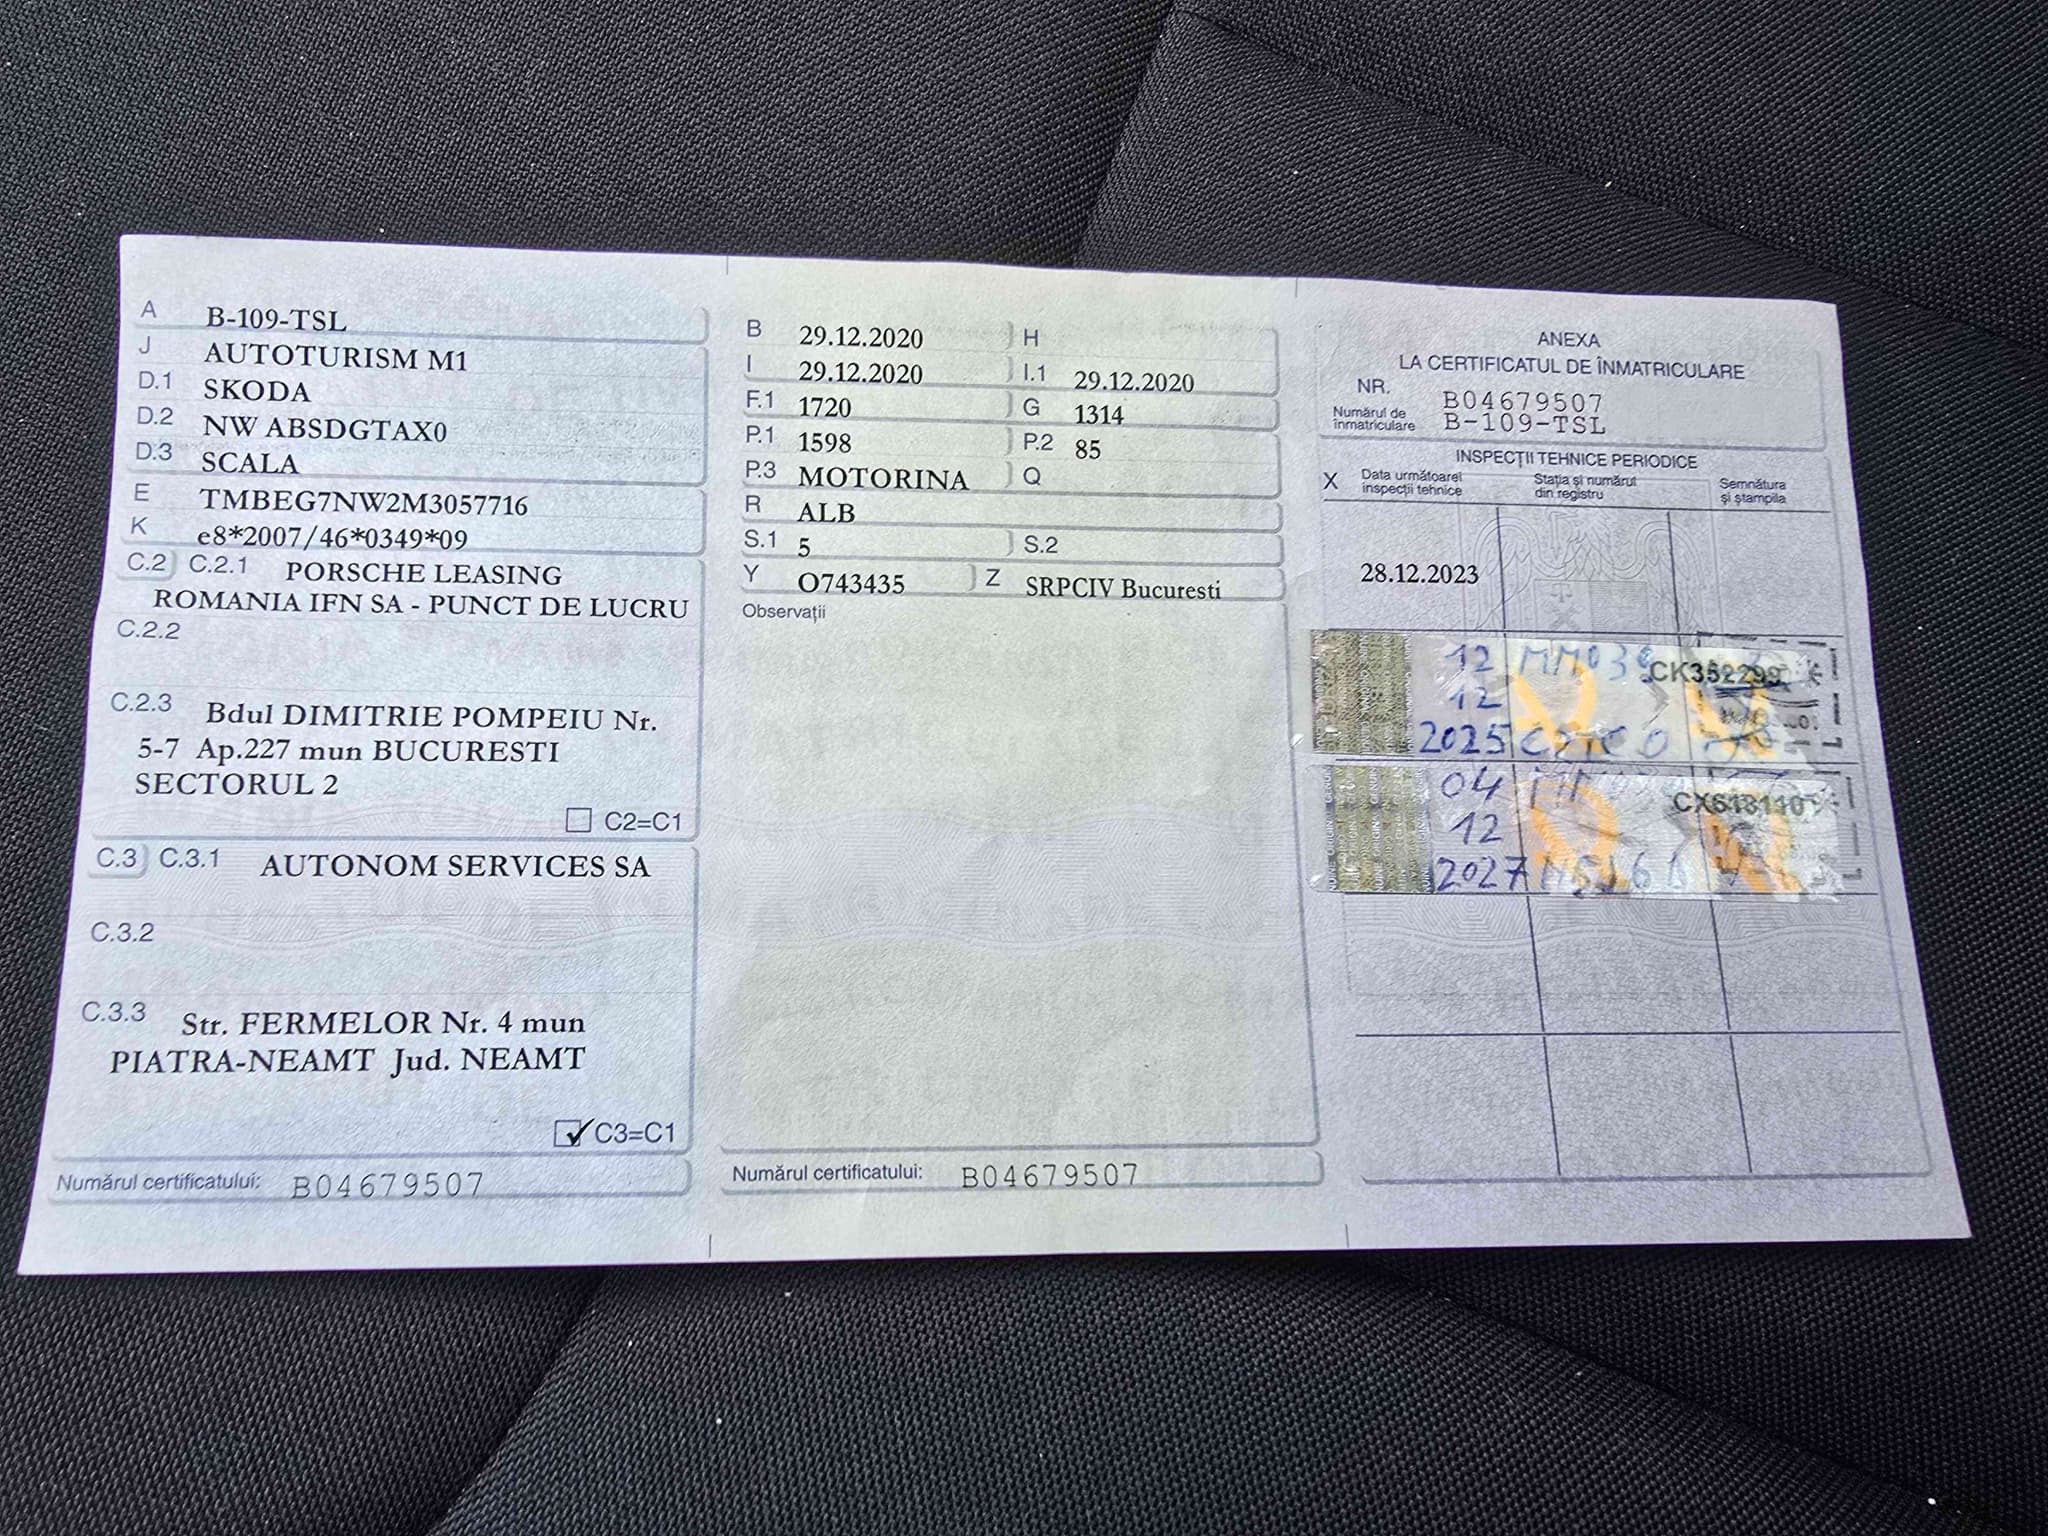 A B-109-TSL
J AUTOTURISM M1
D.1 SKODA
D.2 NW ABSDGTAX0
D.3 SCALA
E TMBEG7NW2M3057716
K e8*2007/46*0349*09
C.2 C.2.1 PORSCHE LEASING
ROMANIA IFN SA - PUNCT DE LUCRU
C.2.2
C.2.3 Bdul DIMITRIE POMPEIU Nr.
5-7 Ap.227 mun BUCURESTI
SECTORUL 2
C2=C1
C.3 C.3.1 AUTONOM SERVICES SA
C.3.2
C.3.3 Str. FERMELOR Nr. 4 mun
PIATRA-NEAMT Jud. NEAMT
C3=C1
Numărul certificatului: B04679507
B 29.12.2020 H
I 29.12.2020 I.1 29.12.2020
F.1 1720 G 1314
P.1 1598 P.2 85
P.3 MOTORINA Q
R ALB
S.1 5 S.2
Y O743435 Z SRPCIV Bucuresti
Observații
Numărul certificatului: B04679507
ANEXA
LA CERTIFICATUL DE ÎNMATRICULARE
NR. B04679507
Numărul de
înmatriculare B-109-TSL
INSPECȚII TEHNICE PERIODICE
X Data următoarei
inspecții tehnice
Stația și numărul
din registru
Semnătura
și ștampila
28.12.2023
12 MM039 CK352299
12
2025
04 CX618110
12
2027